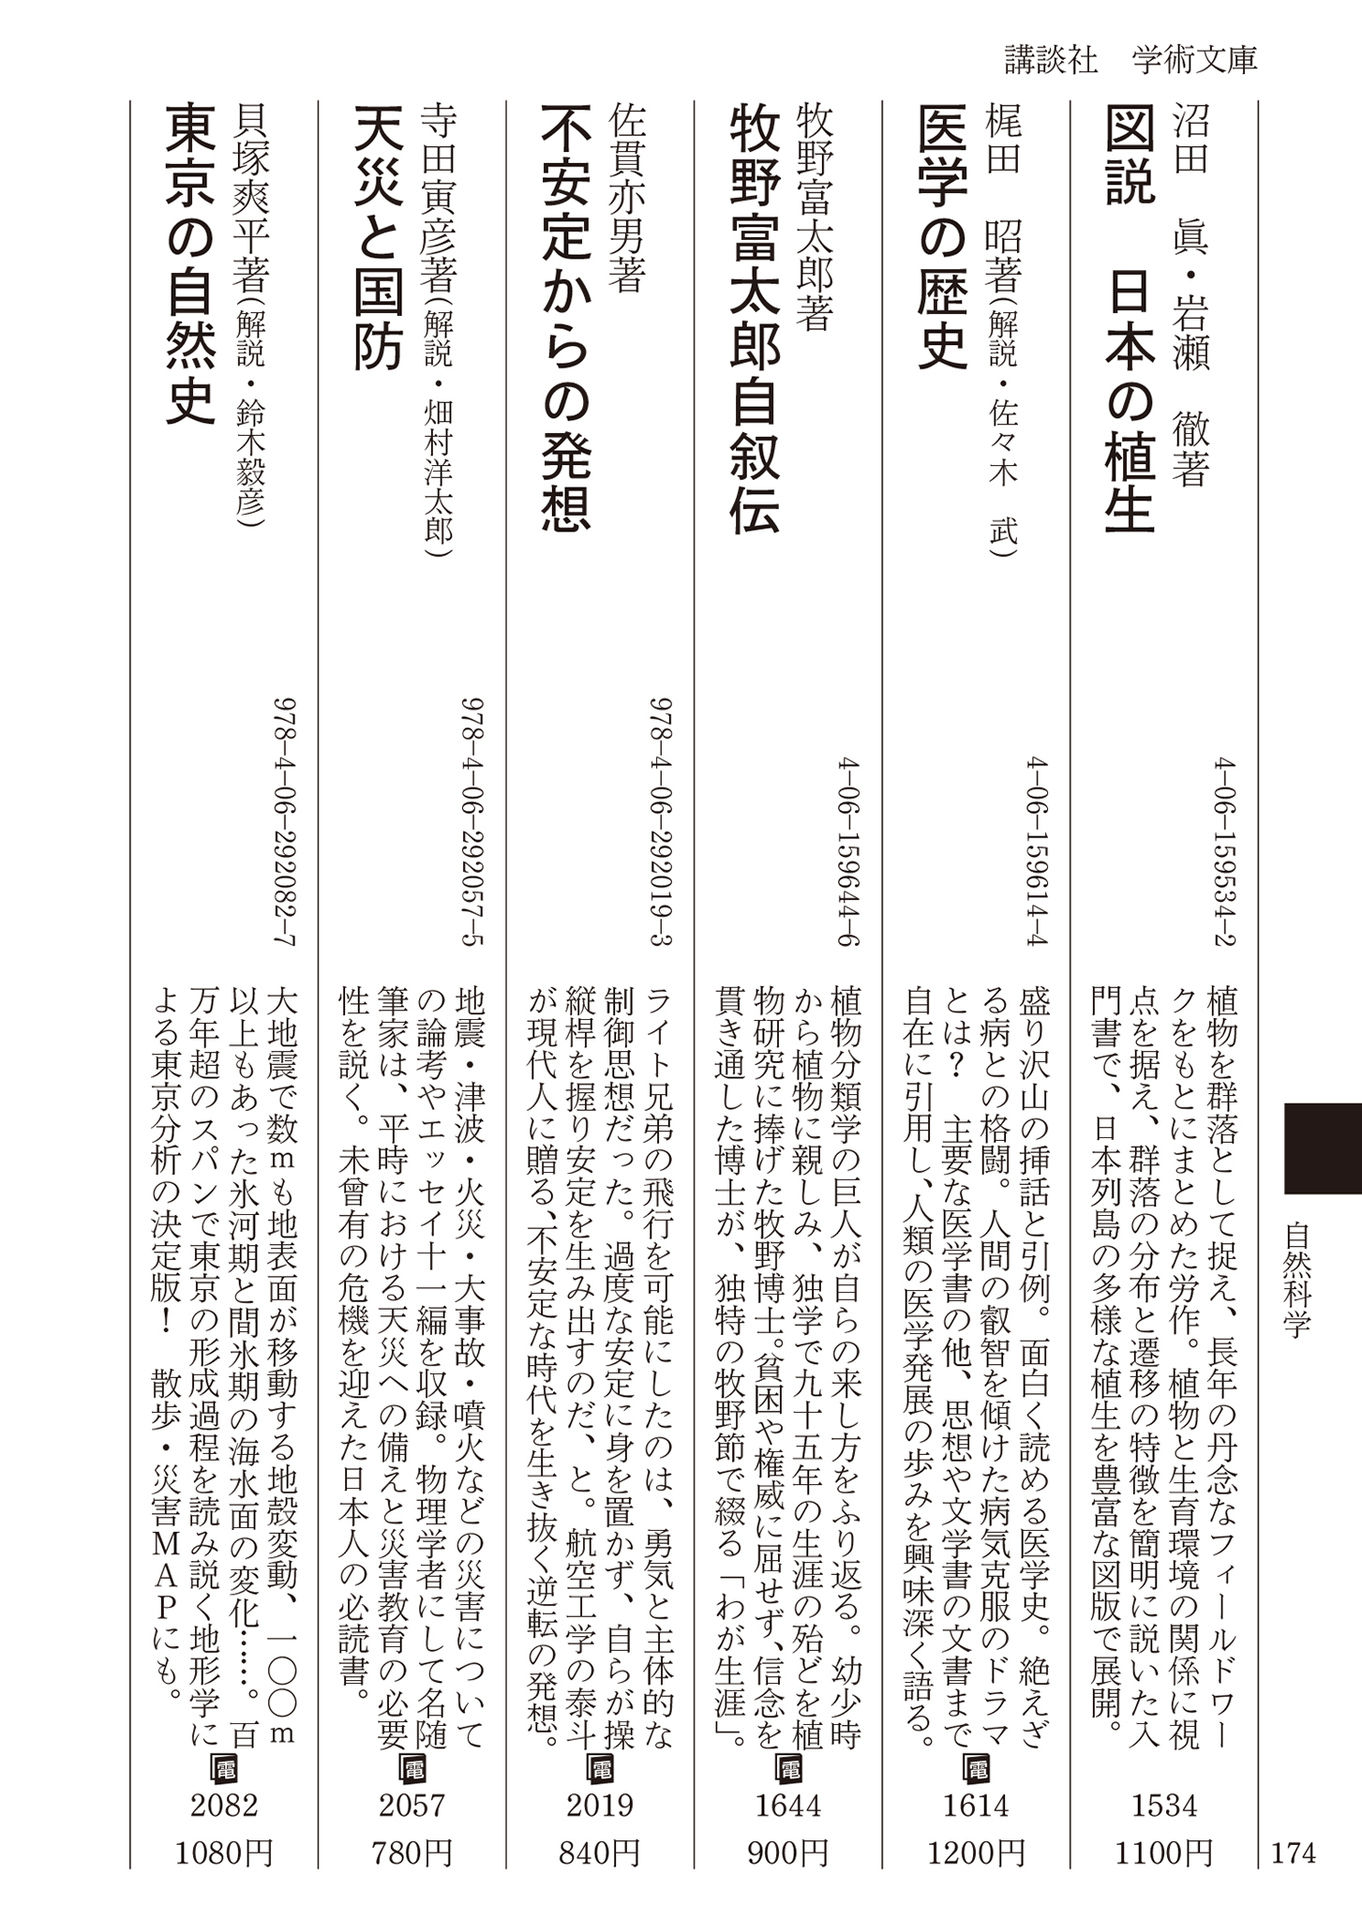 講談社　学術文庫
沼田　眞・岩瀬　徹著
図説　日本の植生
4-06-159534-2
植物を群落として捉え、長年の丹念なフィールドワー
クをもとにまとめた労作。植物と生育環境の関係に視
点を据え、群落の分布と遷移の特徴を簡明に説いた入
門書で、日本列島の多様な植生を豊富な図版で展開。
1534
1100円
梶田　昭著(解説・佐々木　武)
医学の歴史
4-06-159614-4
盛り沢山の挿話と引例。面白く読める医学史。絶えざ
る病との格闘。人間の叡智を傾けた病気克服のドラマ
とは？　主要な医学書の他、思想や文学書の文書まで
自在に引用し、人類の医学発展の歩みを興味深く語る。
電
1614
1200円
牧野富太郎著
牧野富太郎自叙伝
4-06-159644-6
植物分類学の巨人が自らの来し方をふり返る。幼少時
から植物に親しみ、独学で九十五年の生涯の殆どを植
物研究に捧げた牧野博士。貧困や権威に屈せず、信念を
貫き通した博士が、独特の牧野節で綴る「わが生涯」。
電
1644
900円
佐貫亦男著
不安定からの発想
978-4-06-292019-3
ライト兄弟の飛行を可能にしたのは、勇気と主体的な
制御思想だった。過度な安定に身を置かず、自らが操
縦桿を握り安定を生み出すのだ、と。航空工学の泰斗
が現代人に贈る、不安定な時代を生き抜く逆転の発想。
電
2019
840円
寺田寅彦著(解説・畑村洋太郎)
天災と国防
978-4-06-292057-5
地震・津波・火災・大事故・噴火などの災害について
の論考やエッセイ十一編を収録。物理学者にして名随
筆家は、平時における天災への備えと災害教育の必要
性を説く。未曾有の危機を迎えた日本人の必読書。
電
2057
780円
貝塚爽平著(解説・鈴木毅彦)
東京の自然史
978-4-06-292082-7
大地震で数ｍも地表面が移動する地殻変動、一〇〇ｍ
以上もあった氷河期と間氷期の海水面の変化……。百
万年超のスパンで東京の形成過程を読み説く地形学に
よる東京分析の決定版！　散歩・災害ＭＡＰにも。
電
2082
1080円
自然科学
174